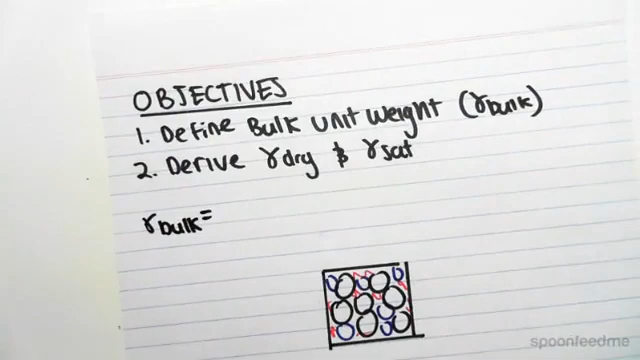 OBJECTIVES
1. Define Bulk Unit Weight (γbulk)
2. Derive γdry & γsat
γbulk=
spoonfeedme